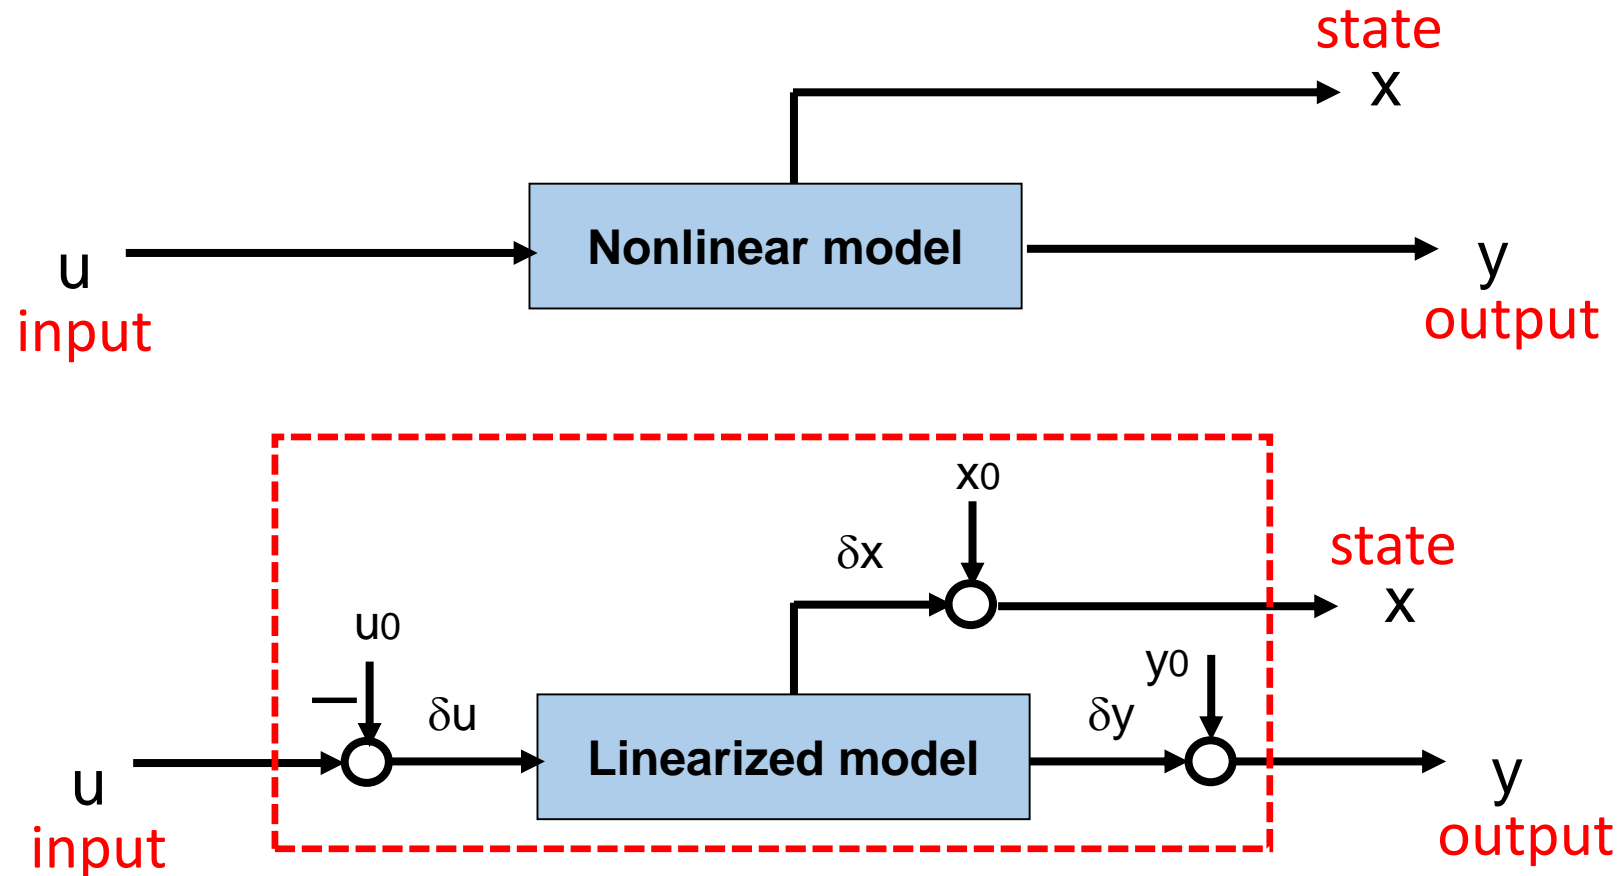 state
x
Nonlinear model
u
input
y
output
x0
δx
state
x
u0
y0
−
δu
δy
Linearized model
u
input
y
output